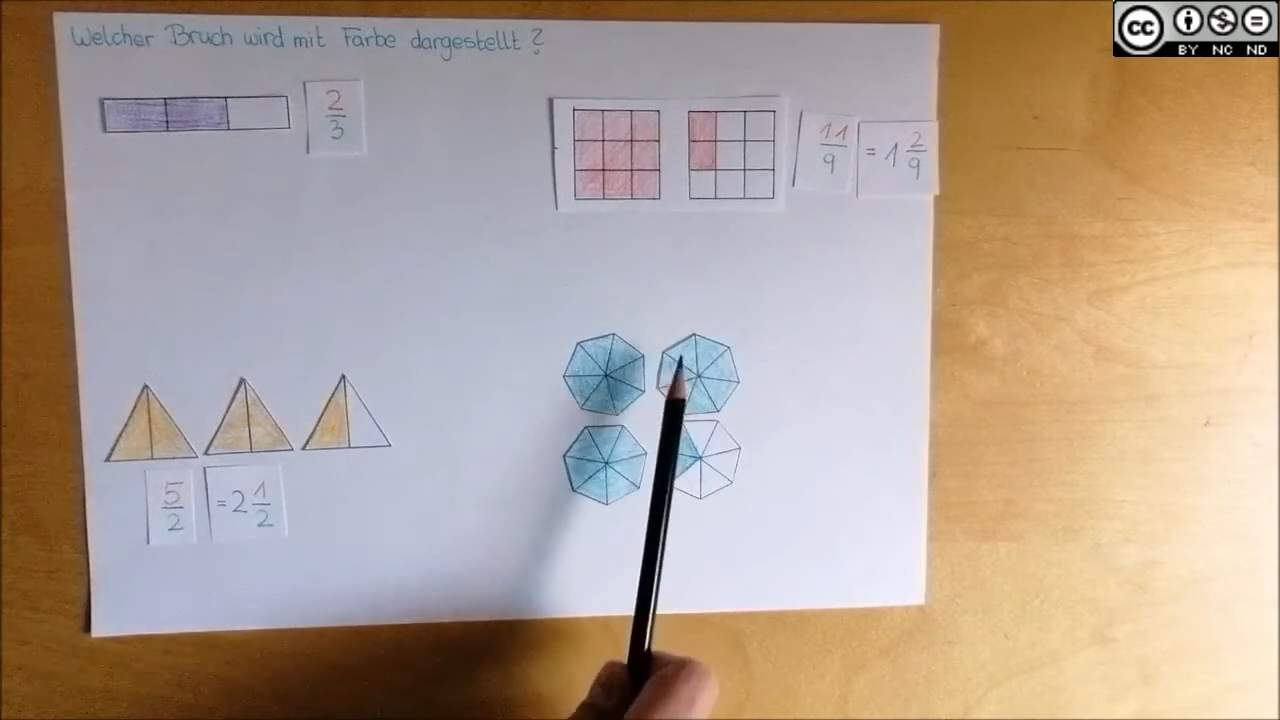 Welcher Bruch wird mit Farbe dargestellt?
2
3
11
9
= 1 2
9
5
2
= 2 1
2
cc
BY NC ND